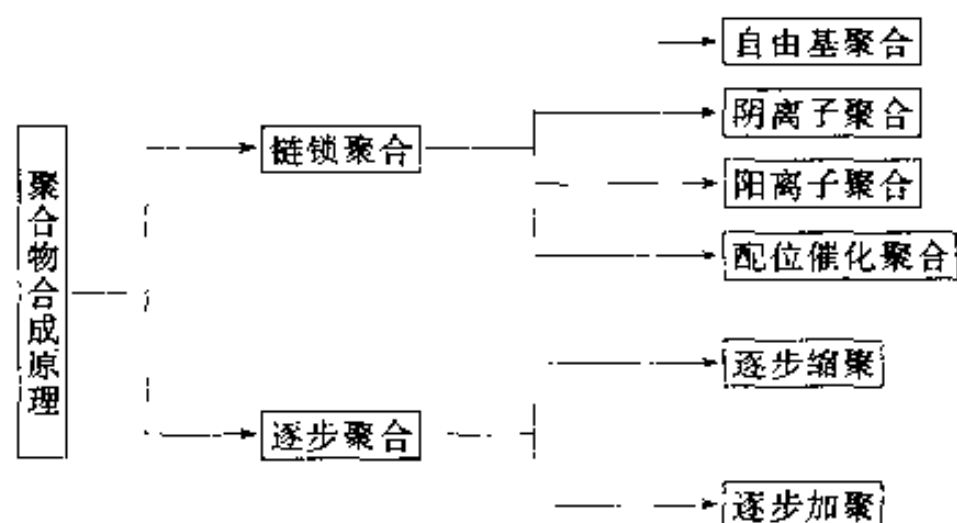 聚合物合成原理
链锁聚合
自由基聚合
阴离子聚合
阳离子聚合
配位催化聚合
逐步聚合
逐步缩聚
逐步加聚